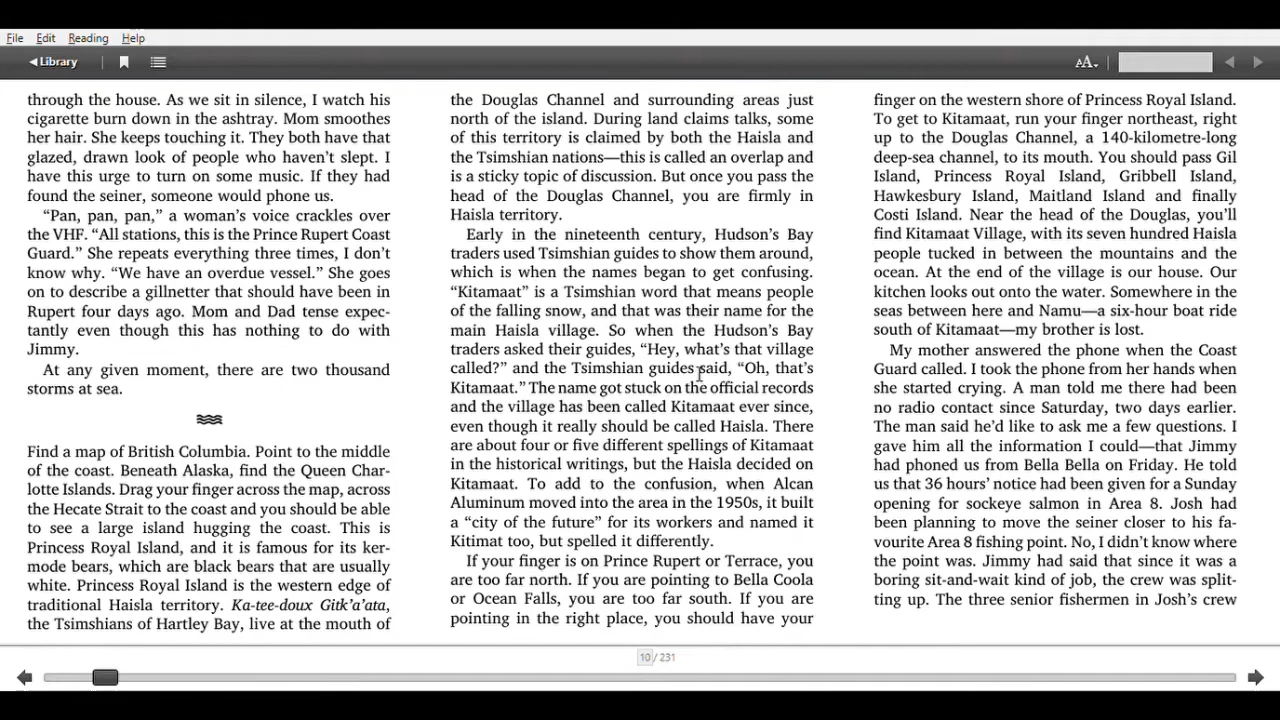 File Edit Reading Help
Library AA
through the house. As we sit in silence, I watch his
cigarette burn down in the ashtray. Mom smoothes
her hair. She keeps touching it. They both have that
glazed, drawn look of people who haven't slept. I
have this urge to turn on some music. If they had
found the seiner, someone would phone us.
“Pan, pan, pan,” a woman's voice crackles over
the VHF. “All stations, this is the Prince Rupert Coast
Guard.” She repeats everything three times, I don't
know why. “We have an overdue vessel.” She goes
on to describe a gillnetter that should have been in
Rupert four days ago. Mom and Dad tense expec-
tantly even though this has nothing to do with
Jimmy.
At any given moment, there are two thousand
storms at sea.
Find a map of British Columbia. Point to the middle
of the coast. Beneath Alaska, find the Queen Char-
lotte Islands. Drag your finger across the map, across
the Hecate Strait to the coast and you should be able
to see a large island hugging the coast. This is
Princess Royal Island, and it is famous for its ker-
mode bears, which are black bears that are usually
white. Princess Royal Island is the western edge of
traditional Haisla territory. Ka-tee-doux Gitk'a'ata,
the Tsimshians of Hartley Bay, live at the mouth of
the Douglas Channel and surrounding areas just
north of the island. During land claims talks, some
of this territory is claimed by both the Haisla and
the Tsimshian nations—this is called an overlap and
is a sticky topic of discussion. But once you pass the
head of the Douglas Channel, you are firmly in
Haisla territory.
Early in the nineteenth century, Hudson's Bay
traders used Tsimshian guides to show them around,
which is when the names began to get confusing.
“Kitamaat” is a Tsimshian word that means people
of the falling snow, and that was their name for the
main Haisla village. So when the Hudson's Bay
traders asked their guides, “Hey, what's that village
called?” and the Tsimshian guides said, “Oh, that's
Kitamaat.” The name got stuck on the official records
and the village has been called Kitamaat ever since,
even though it really should be called Haisla. There
are about four or five different spellings of Kitamaat
in the historical writings, but the Haisla decided on
Kitamaat. To add to the confusion, when Alcan
Aluminum moved into the area in the 1950s, it built
a “city of the future” for its workers and named it
Kitimat too, but spelled it differently.
If your finger is on Prince Rupert or Terrace, you
are too far north. If you are pointing to Bella Coola
or Ocean Falls, you are too far south. If you are
pointing in the right place, you should have your
finger on the western shore of Princess Royal Island.
To get to Kitamaat, run your finger northeast, right
up to the Douglas Channel, a 140-kilometre-long
deep-sea channel, to its mouth. You should pass Gil
Island, Princess Royal Island, Gribbell Island,
Hawkesbury Island, Maitland Island and finally
Costi Island. Near the head of the Douglas, you'll
find Kitamaat Village, with its seven hundred Haisla
people tucked in between the mountains and the
ocean. At the end of the village is our house. Our
kitchen looks out onto the water. Somewhere in the
seas between here and Namu—a six-hour boat ride
south of Kitamaat—my brother is lost.
My mother answered the phone when the Coast
Guard called. I took the phone from her hands when
she started crying. A man told me there had been
no radio contact since Saturday, two days earlier.
The man said he'd like to ask me a few questions. I
gave him all the information I could—that Jimmy
had phoned us from Bella Bella on Friday. He told
us that 36 hours' notice had been given for a Sunday
opening for sockeye salmon in Area 8. Josh had
been planning to move the seiner closer to his fa-
vourite Area 8 fishing point. No, I didn't know where
the point was. Jimmy had said that since it was a
boring sit-and-wait kind of job, the crew was split-
ting up. The three senior fishermen in Josh's crew
10 / 231